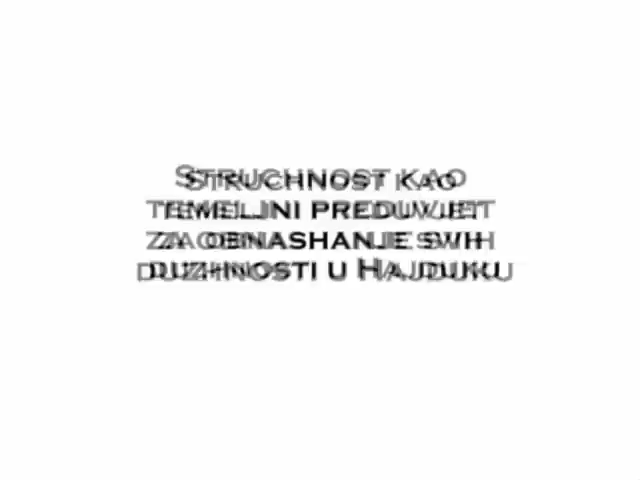 Struchnost kao
temeljni preduvjet
za obnashanje svih
duzhnosti u Hajduku